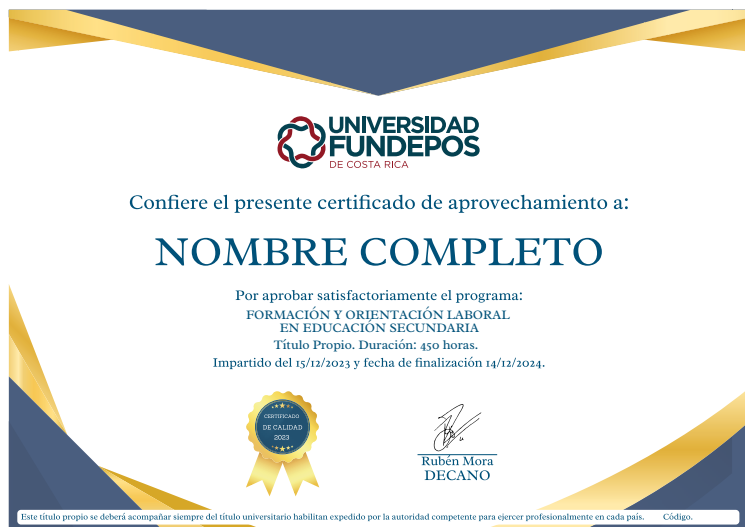 UNIVERSIDAD
FUNDEPOS
DE COSTA RICA
Confiere el presente certificado de aprovechamiento a:
NOMBRE COMPLETO
Por aprobar satisfactoriamente el programa:
FORMACIÓN Y ORIENTACIÓN LABORAL
EN EDUCACIÓN SECUNDARIA
Título Propio. Duración: 450 horas.
Impartido del 15/12/2023 y fecha de finalización 14/12/2024.
CERTIFICADO
DE CALIDAD
2023
Rubén Mora
DECANO
Este título propio se deberá acompañar siempre del título universitario habilitan expedido por la autoridad competente para ejercer profesionalmente en cada país. Código.